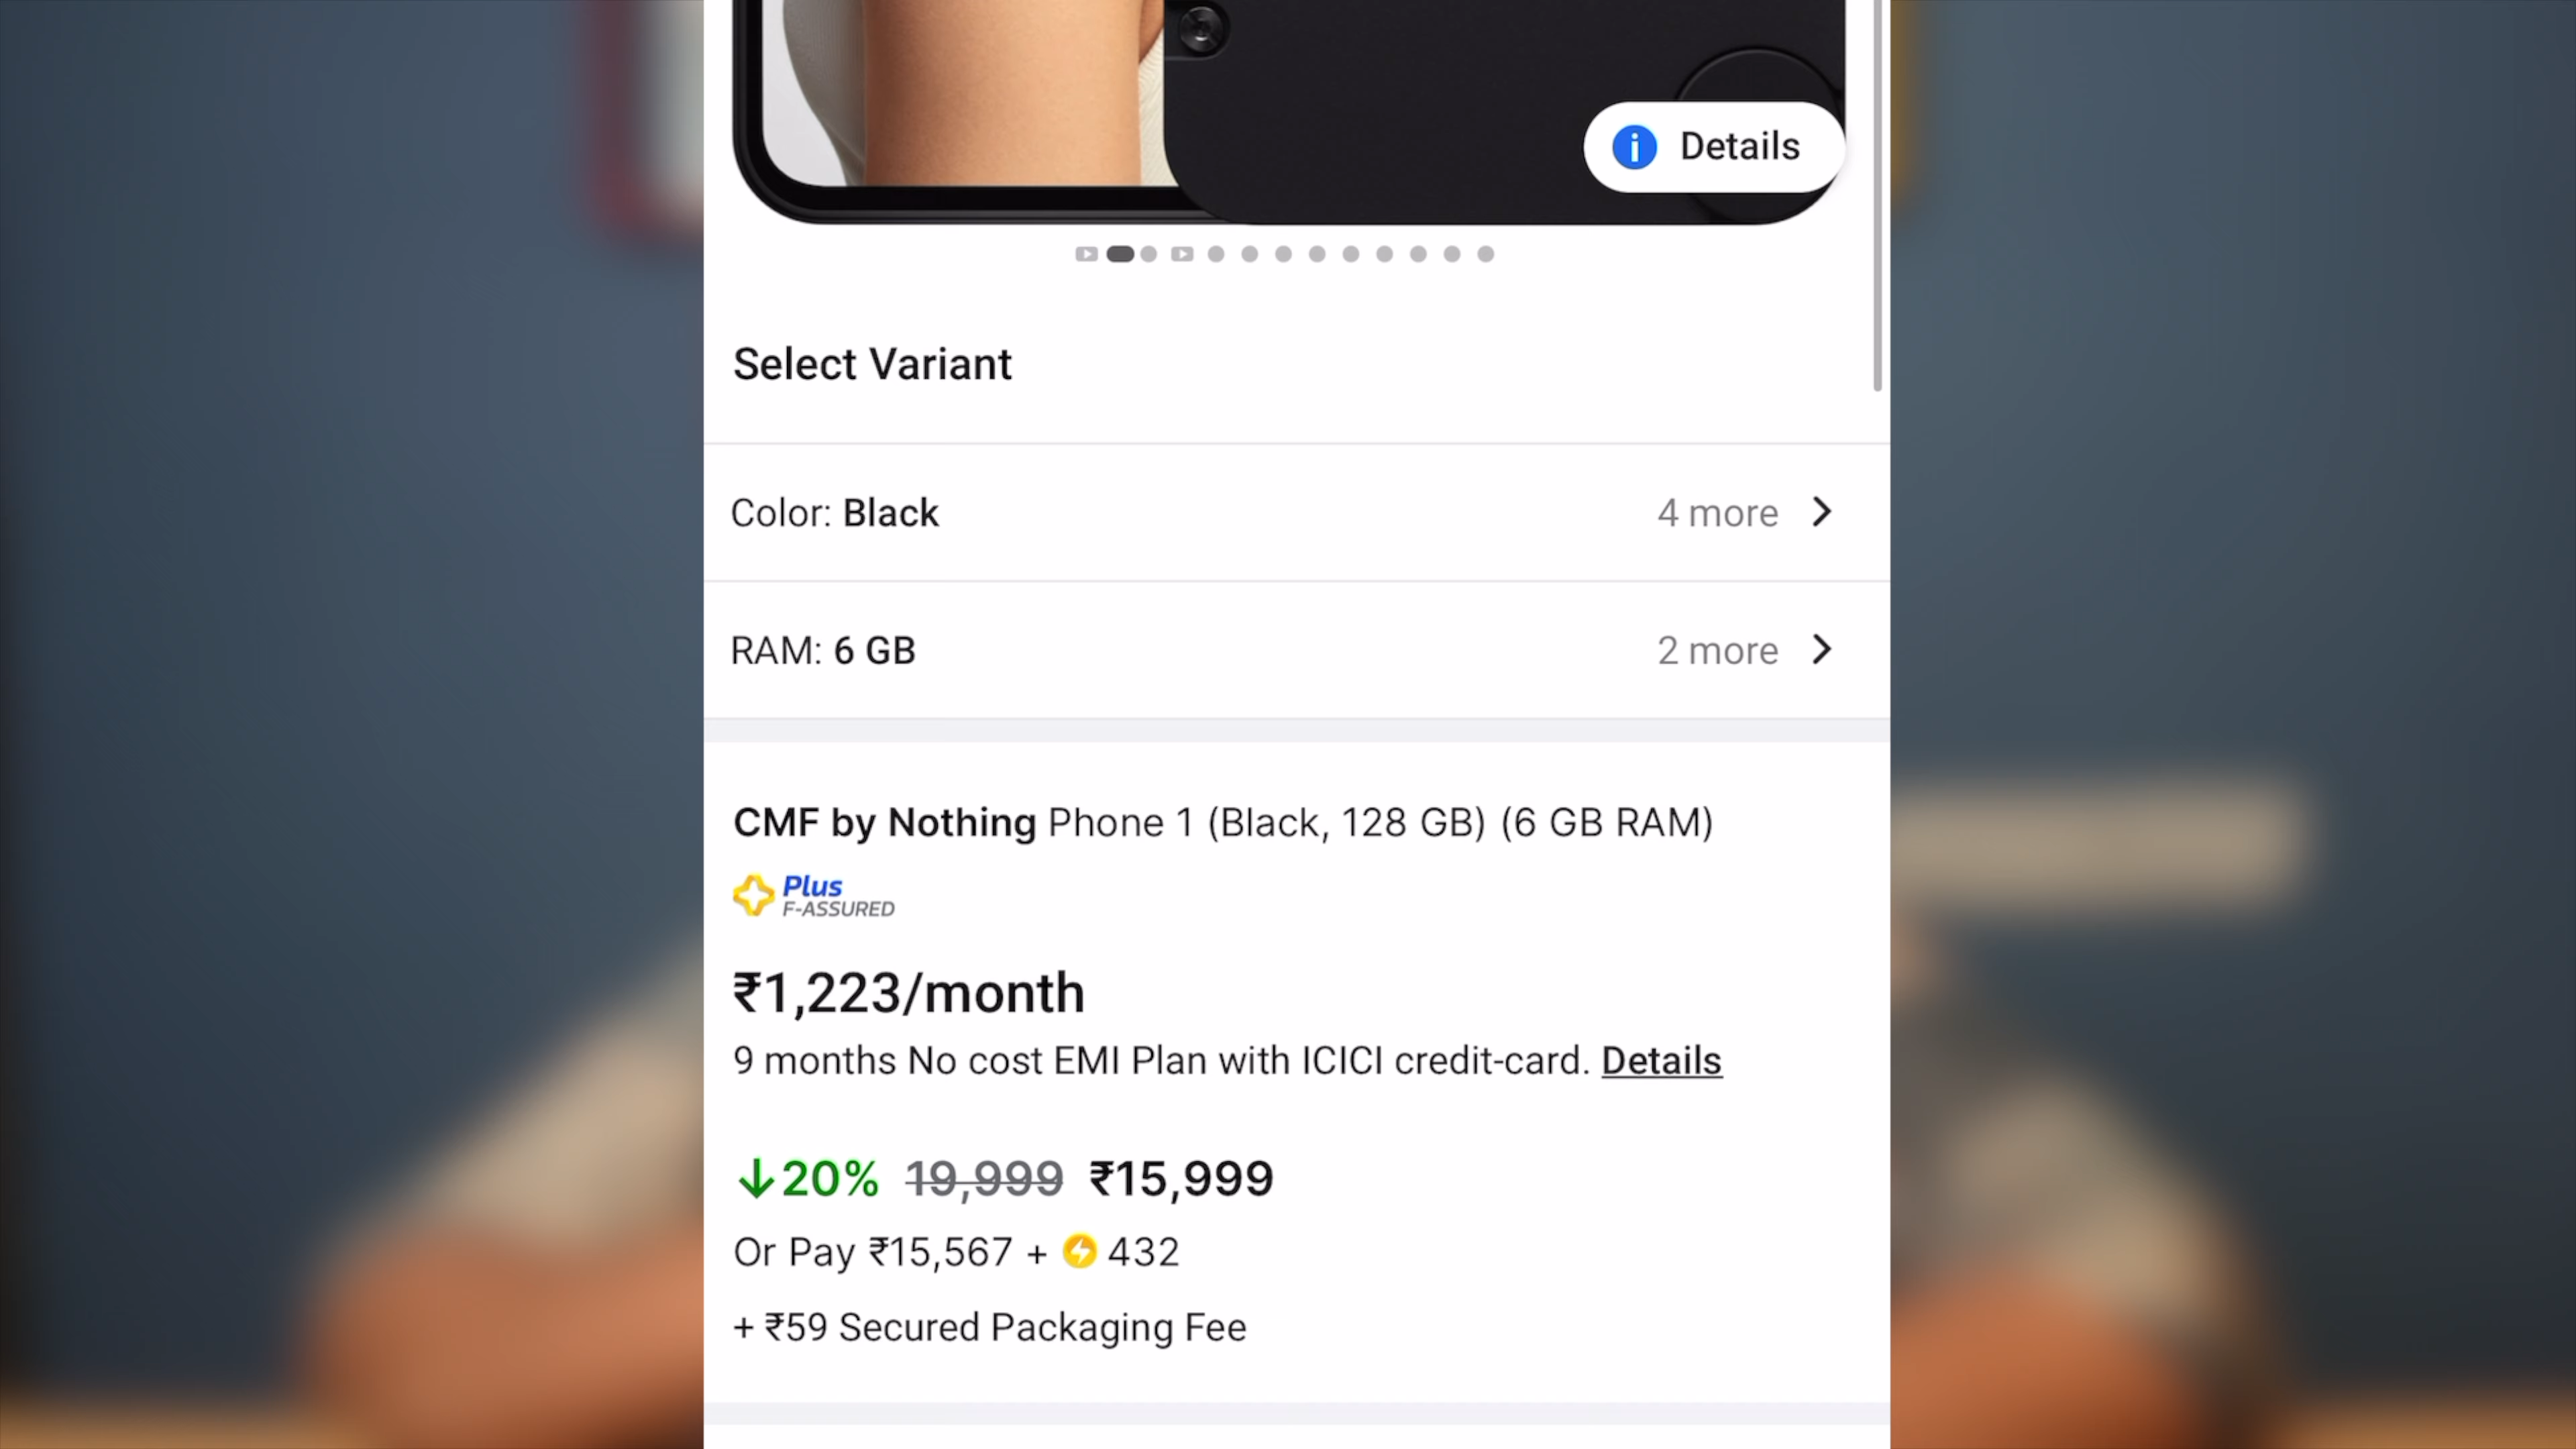 Details
Select Variant
Color: Black 4 more
RAM: 6 GB 2 more
CMF by Nothing Phone 1 (Black, 128 GB) (6 GB RAM)
Plus
F-ASSURED
₹1,223/month
9 months No cost EMI Plan with ICICI credit-card. Details
↓20% 19,999 ₹15,999
Or Pay ₹15,567 + 432
+ ₹59 Secured Packaging Fee